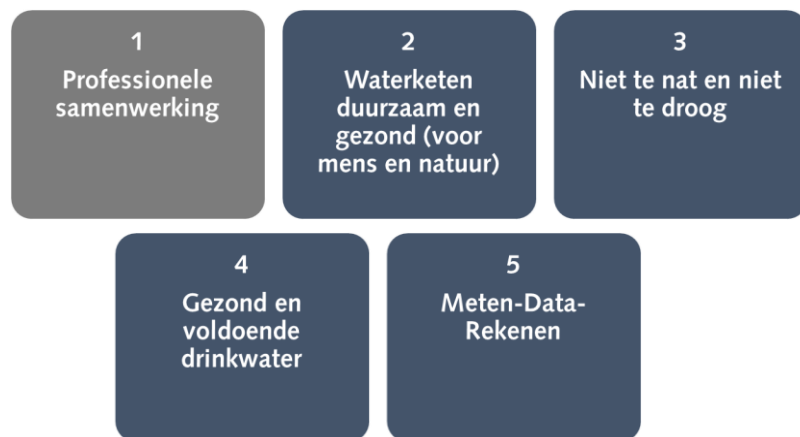 1
Professionele
samenwerking
2
Waterketen
duurzaam en
gezond (voor
mens en natuur)
3
Niet te nat en niet
te droog
4
Gezond en
voldoende
drinkwater
5
Meten-Data-
Rekenen